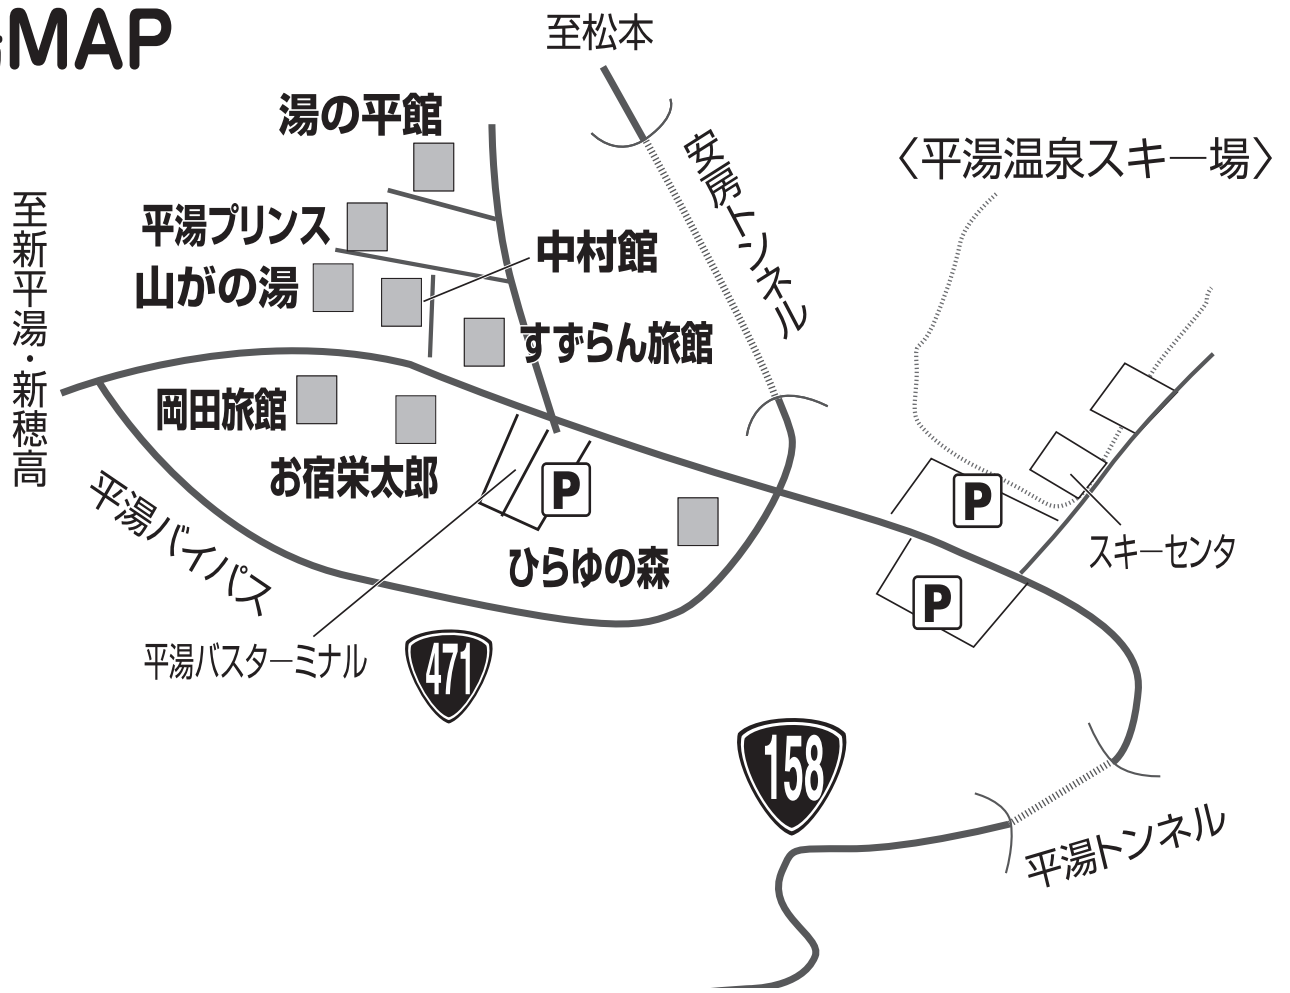 MAP
至松本
湯の平館
安房トンネル
〈平湯温泉スキー場〉
至新平湯・新穂高
平湯プリンス
中村館
山がの湯
すずらん旅館
岡田旅館
お宿栄太郎
P
P
平湯バイパス
ひらゆの森
スキーセンタ
P
平湯バスターミナル
471
158
平湯トンネル